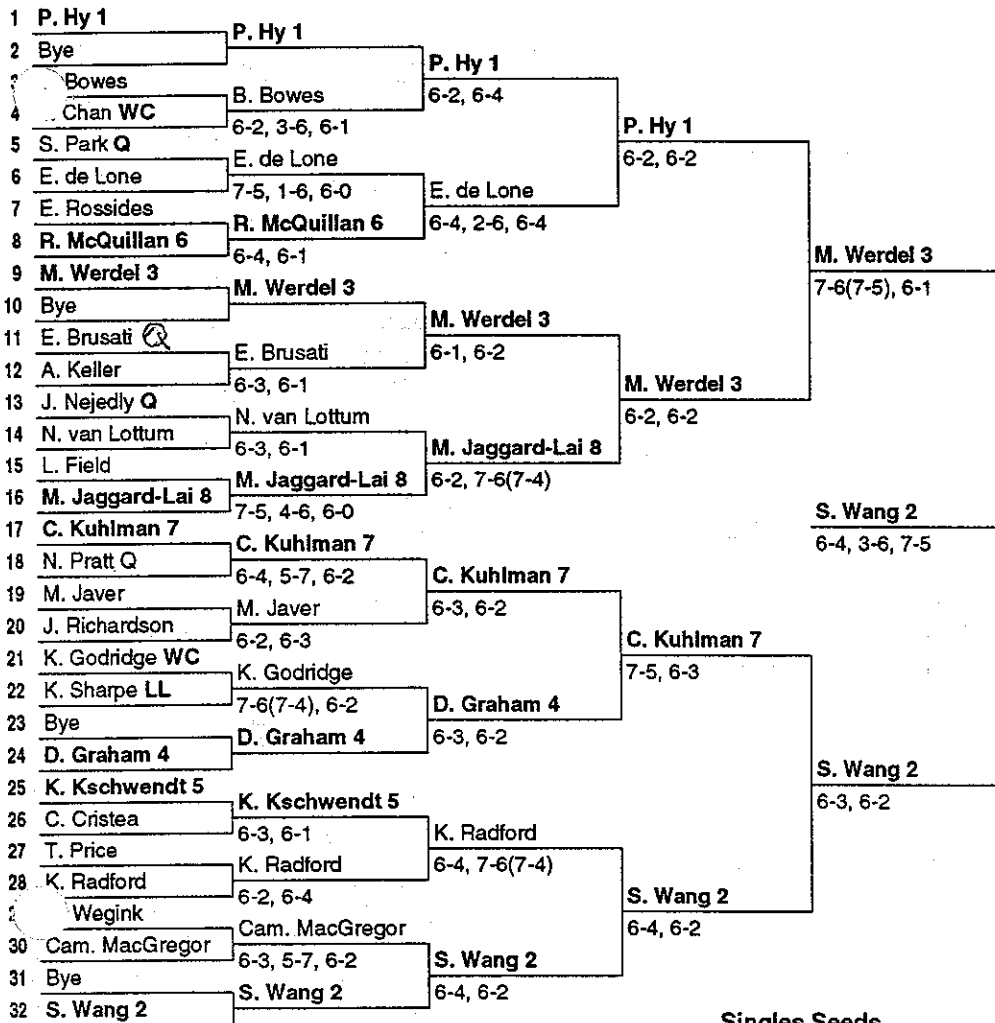 1 P. Hy 1
2 Bye
Bowes
4 Chan WC
5 S. Park Q
6 E. de Lone
7 E. Rossides
8 R. McQuillan 6
9 M. Werdel 3
10 Bye
11 E. Brusati Q
12 A. Keller
13 J. Nejedly Q
14 N. van Lottum
15 L. Field
16 M. Jaggard-Lai 8
17 C. Kuhlman 7
18 N. Pratt Q
19 M. Javer
20 J. Richardson
21 K. Godridge WC
22 K. Sharpe LL
23 Bye
24 D. Graham 4
25 K. Kschwendt 5
26 C. Cristea
27 T. Price
28 K. Radford
Wegink
30 Cam. MacGregor
31 Bye
32 S. Wang 2
P. Hy 1
B. Bowes
6-2, 3-6, 6-1
E. de Lone
7-5, 1-6, 6-0
R. McQuillan 6
6-4, 6-1
M. Werdel 3
E. Brusati
6-3, 6-1
N. van Lottum
6-3, 6-1
M. Jaggard-Lai 8
7-5, 4-6, 6-0
C. Kuhlman 7
6-4, 5-7, 6-2
M. Javer
6-2, 6-3
K. Godridge
7-6(7-4), 6-2
D. Graham 4
K. Kschwendt 5
6-3, 6-1
K. Radford
6-2, 6-4
Cam. MacGregor
6-3, 5-7, 6-2
S. Wang 2
P. Hy 1
6-2, 6-4
E. de Lone
6-4, 2-6, 6-4
M. Werdel 3
6-1, 6-2
M. Jaggard-Lai 8
6-2, 7-6(7-4)
C. Kuhlman 7
6-3, 6-2
D. Graham 4
6-3, 6-2
K. Radford
6-4, 7-6(7-4)
S. Wang 2
6-4, 6-2
P. Hy 1
6-2, 6-2
M. Werdel 3
6-2, 6-2
C. Kuhlman 7
7-5, 6-3
S. Wang 2
6-4, 6-2
M. Werdel 3
7-6(7-5), 6-1
S. Wang 2
6-3, 6-2
S. Wang 2
6-4, 3-6, 7-5
Singles Seeds